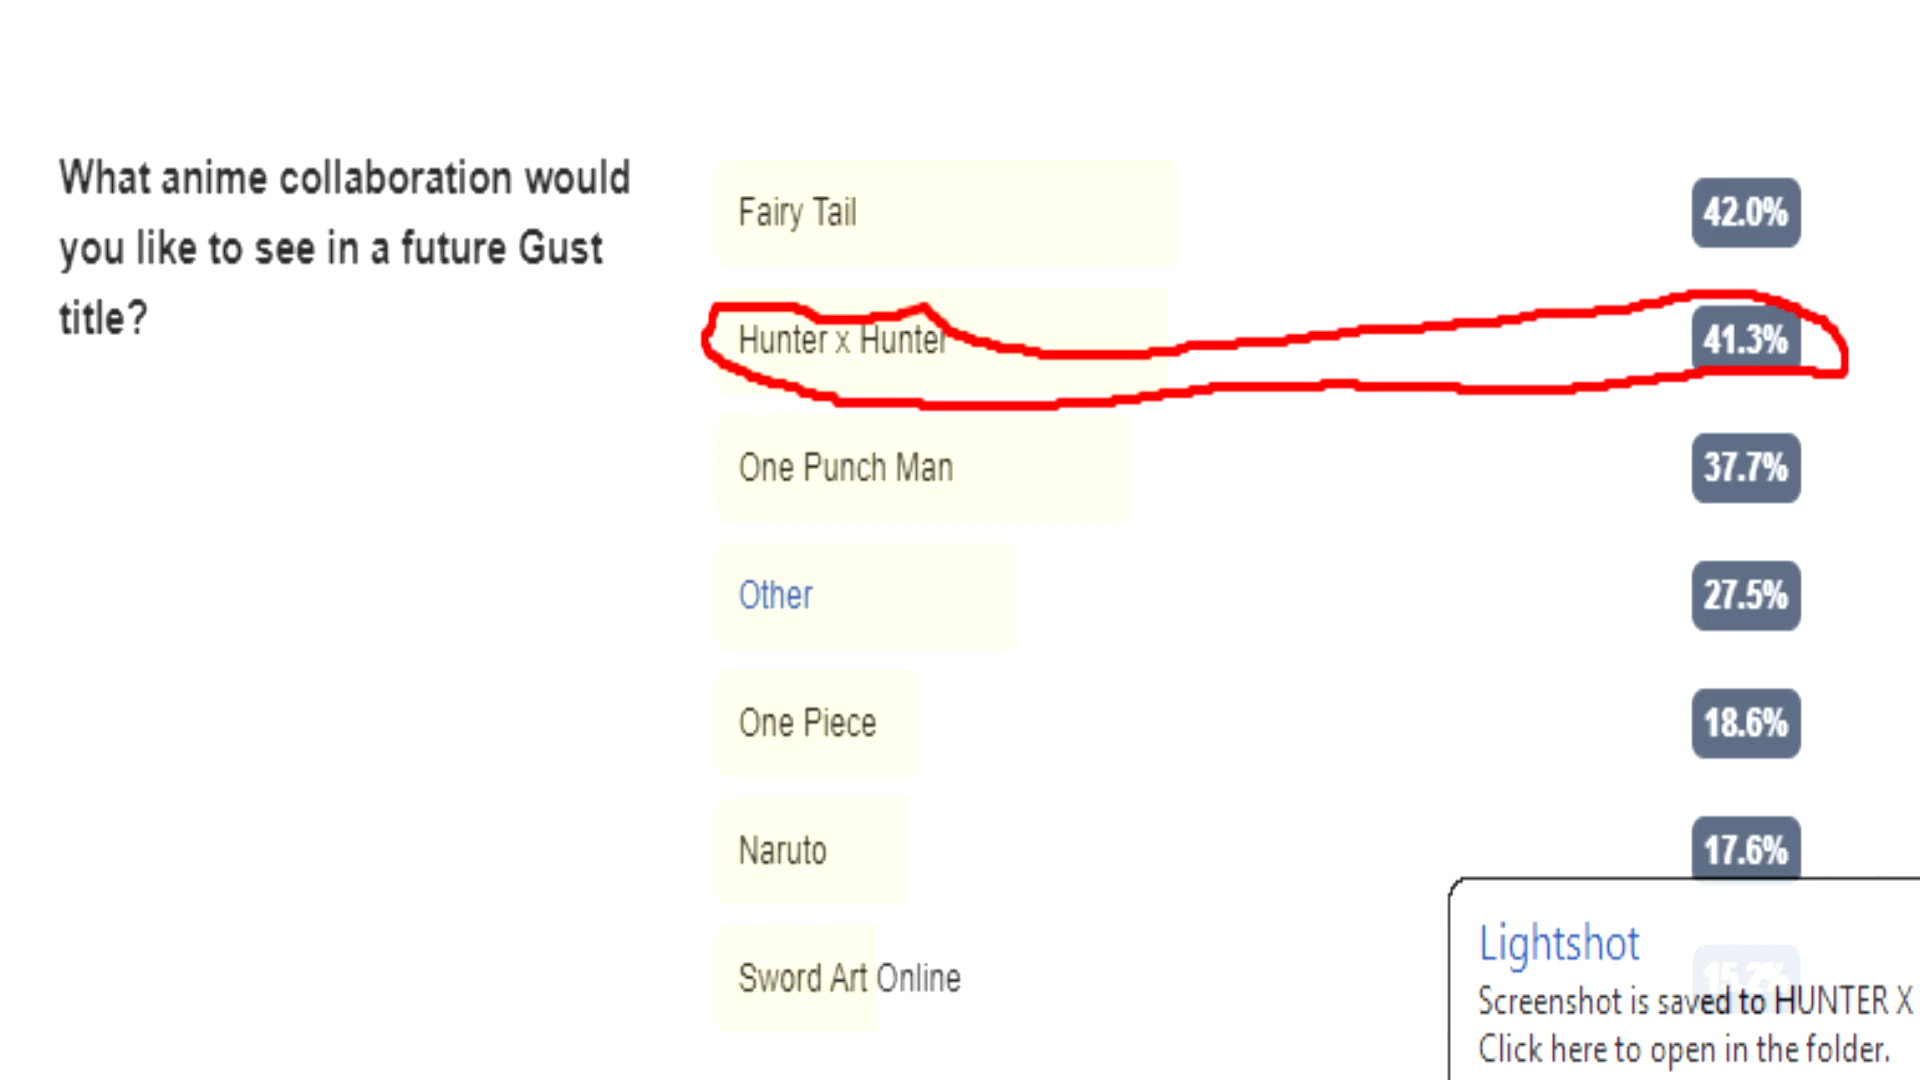 What anime collaboration would
you like to see in a future Gust
title?
Fairy Tail
42.0%
Hunter x Hunter
41.3%
One Punch Man
37.7%
Other
27.5%
One Piece
18.6%
Naruto
17.6%
Sword Art Online
Lightshot
Screenshot is saved to HUNTER X
Click here to open in the folder.